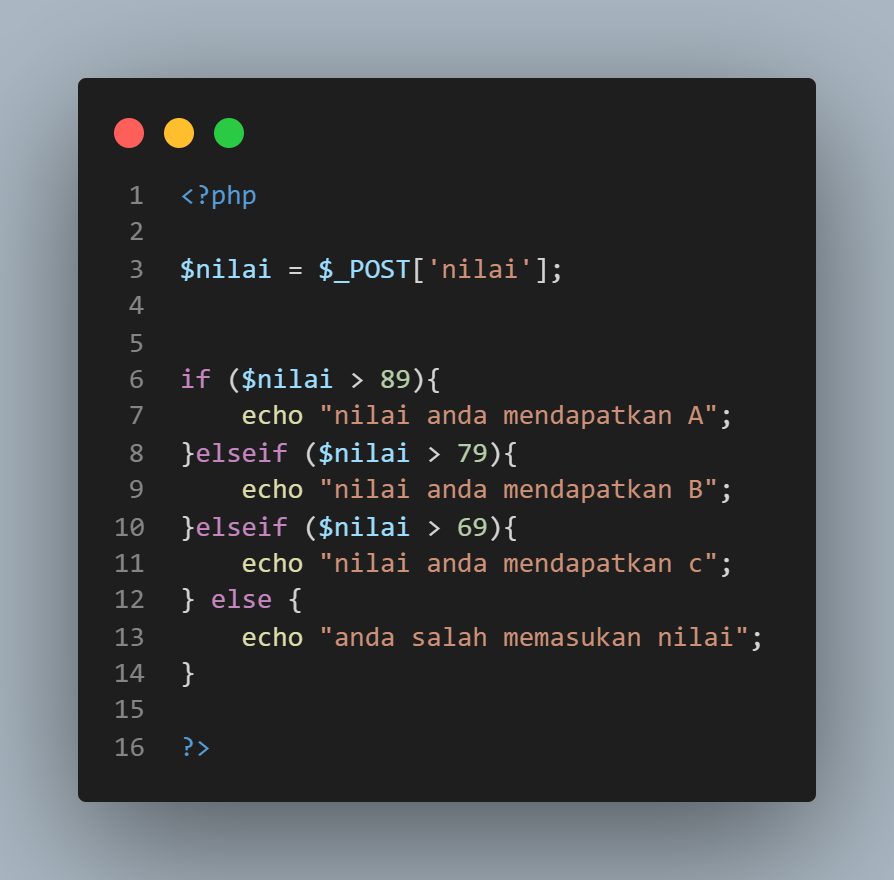 1 <?php
2
3 $nilai = $_POST['nilai'];
4
5
6 if ($nilai > 89){
7     echo "nilai anda mendapatkan A";
8 }elseif ($nilai > 79){
9     echo "nilai anda mendapatkan B";
10 }elseif ($nilai > 69){
11     echo "nilai anda mendapatkan c";
12 } else {
13     echo "anda salah memasukan nilai";
14 }
15
16 ?>